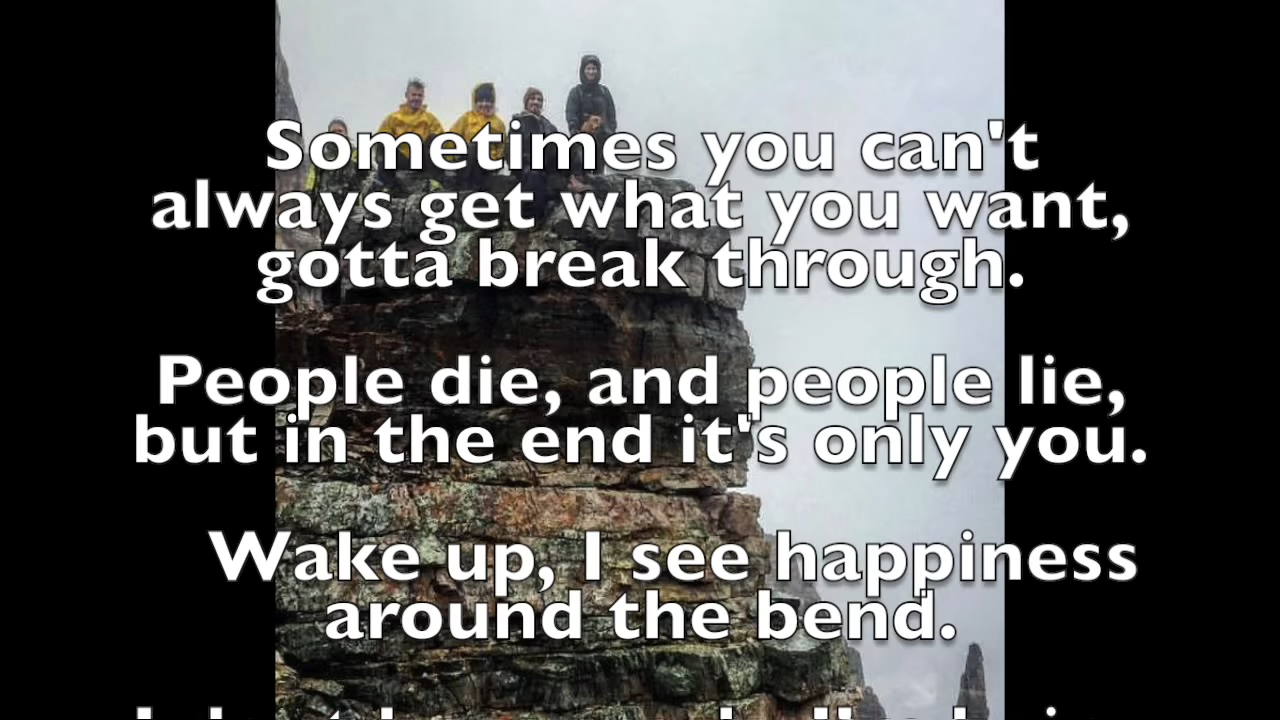 Sometimes you can't
always get what you want,
gotta break through.
People die, and people lie,
but in the end it's only you.
Wake up, I see happiness
around the bend.